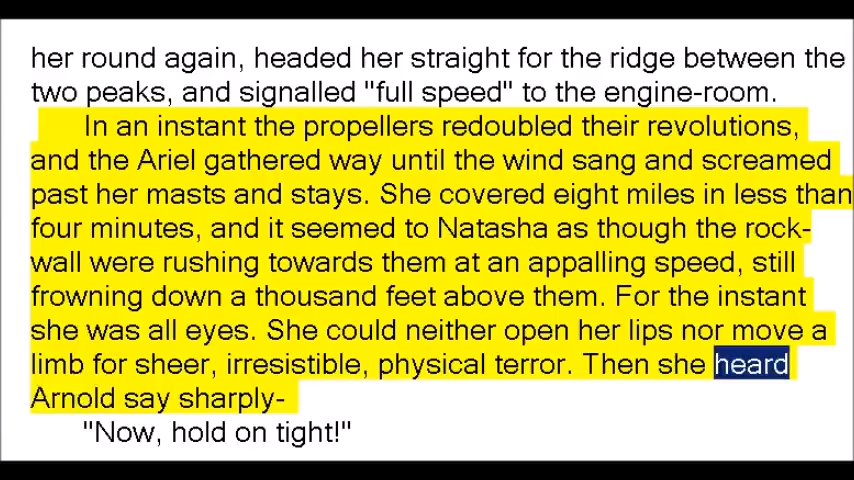 her round again, headed her straight for the ridge between the
two peaks, and signalled "full speed" to the engine-room.
In an instant the propellers redoubled their revolutions,
and the Ariel gathered way until the wind sang and screamed
past her masts and stays. She covered eight miles in less than
four minutes, and it seemed to Natasha as though the rock-
wall were rushing towards them at an appalling speed, still
frowning down a thousand feet above them. For the instant
she was all eyes. She could neither open her lips nor move a
limb for sheer, irresistible, physical terror. Then she heard
Arnold say sharply-
"Now, hold on tight!"